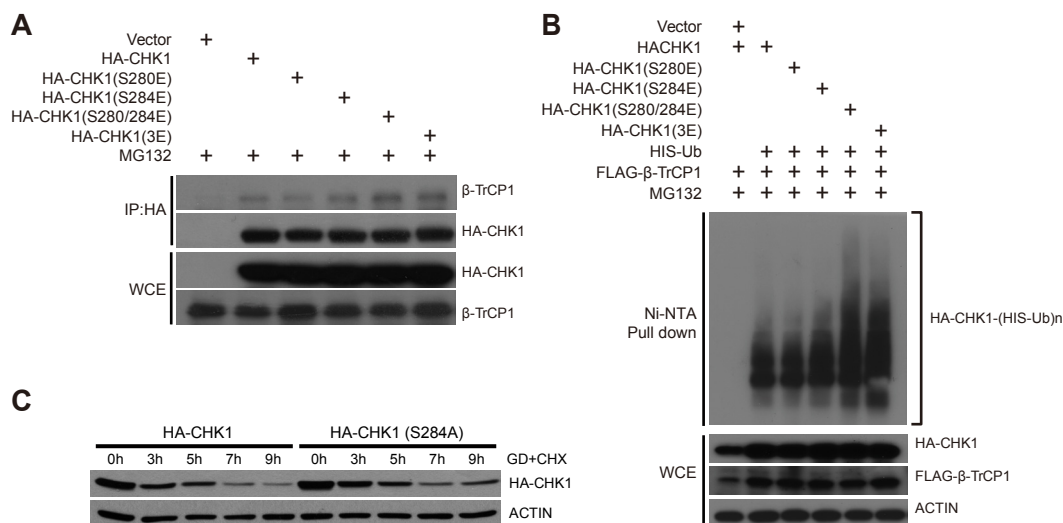 A
Vector +
HA-CHK1 +
HA-CHK1(S280E) +
HA-CHK1(S284E) +
HA-CHK1(S280/284E) +
HA-CHK1(3E) +
MG132 + + + + + +
IP:HA
β-TrCP1
HA-CHK1
WCE
HA-CHK1
β-TrCP1
B
Vector +
HACHK1 + +
HA-CHK1(S280E) +
HA-CHK1(S284E) +
HA-CHK1(S280/284E) +
HA-CHK1(3E) +
HIS-Ub + + + + +
FLAG-β-TrCP1 + + + + + +
MG132 + + + + + +
Ni-NTA
Pull down
HA-CHK1-(HIS-Ub)n
WCE
HA-CHK1
FLAG-β-TrCP1
ACTIN
C
HA-CHK1 HA-CHK1 (S284A)
0h 3h 5h 7h 9h 0h 3h 5h 7h 9h GD+CHX
HA-CHK1
ACTIN